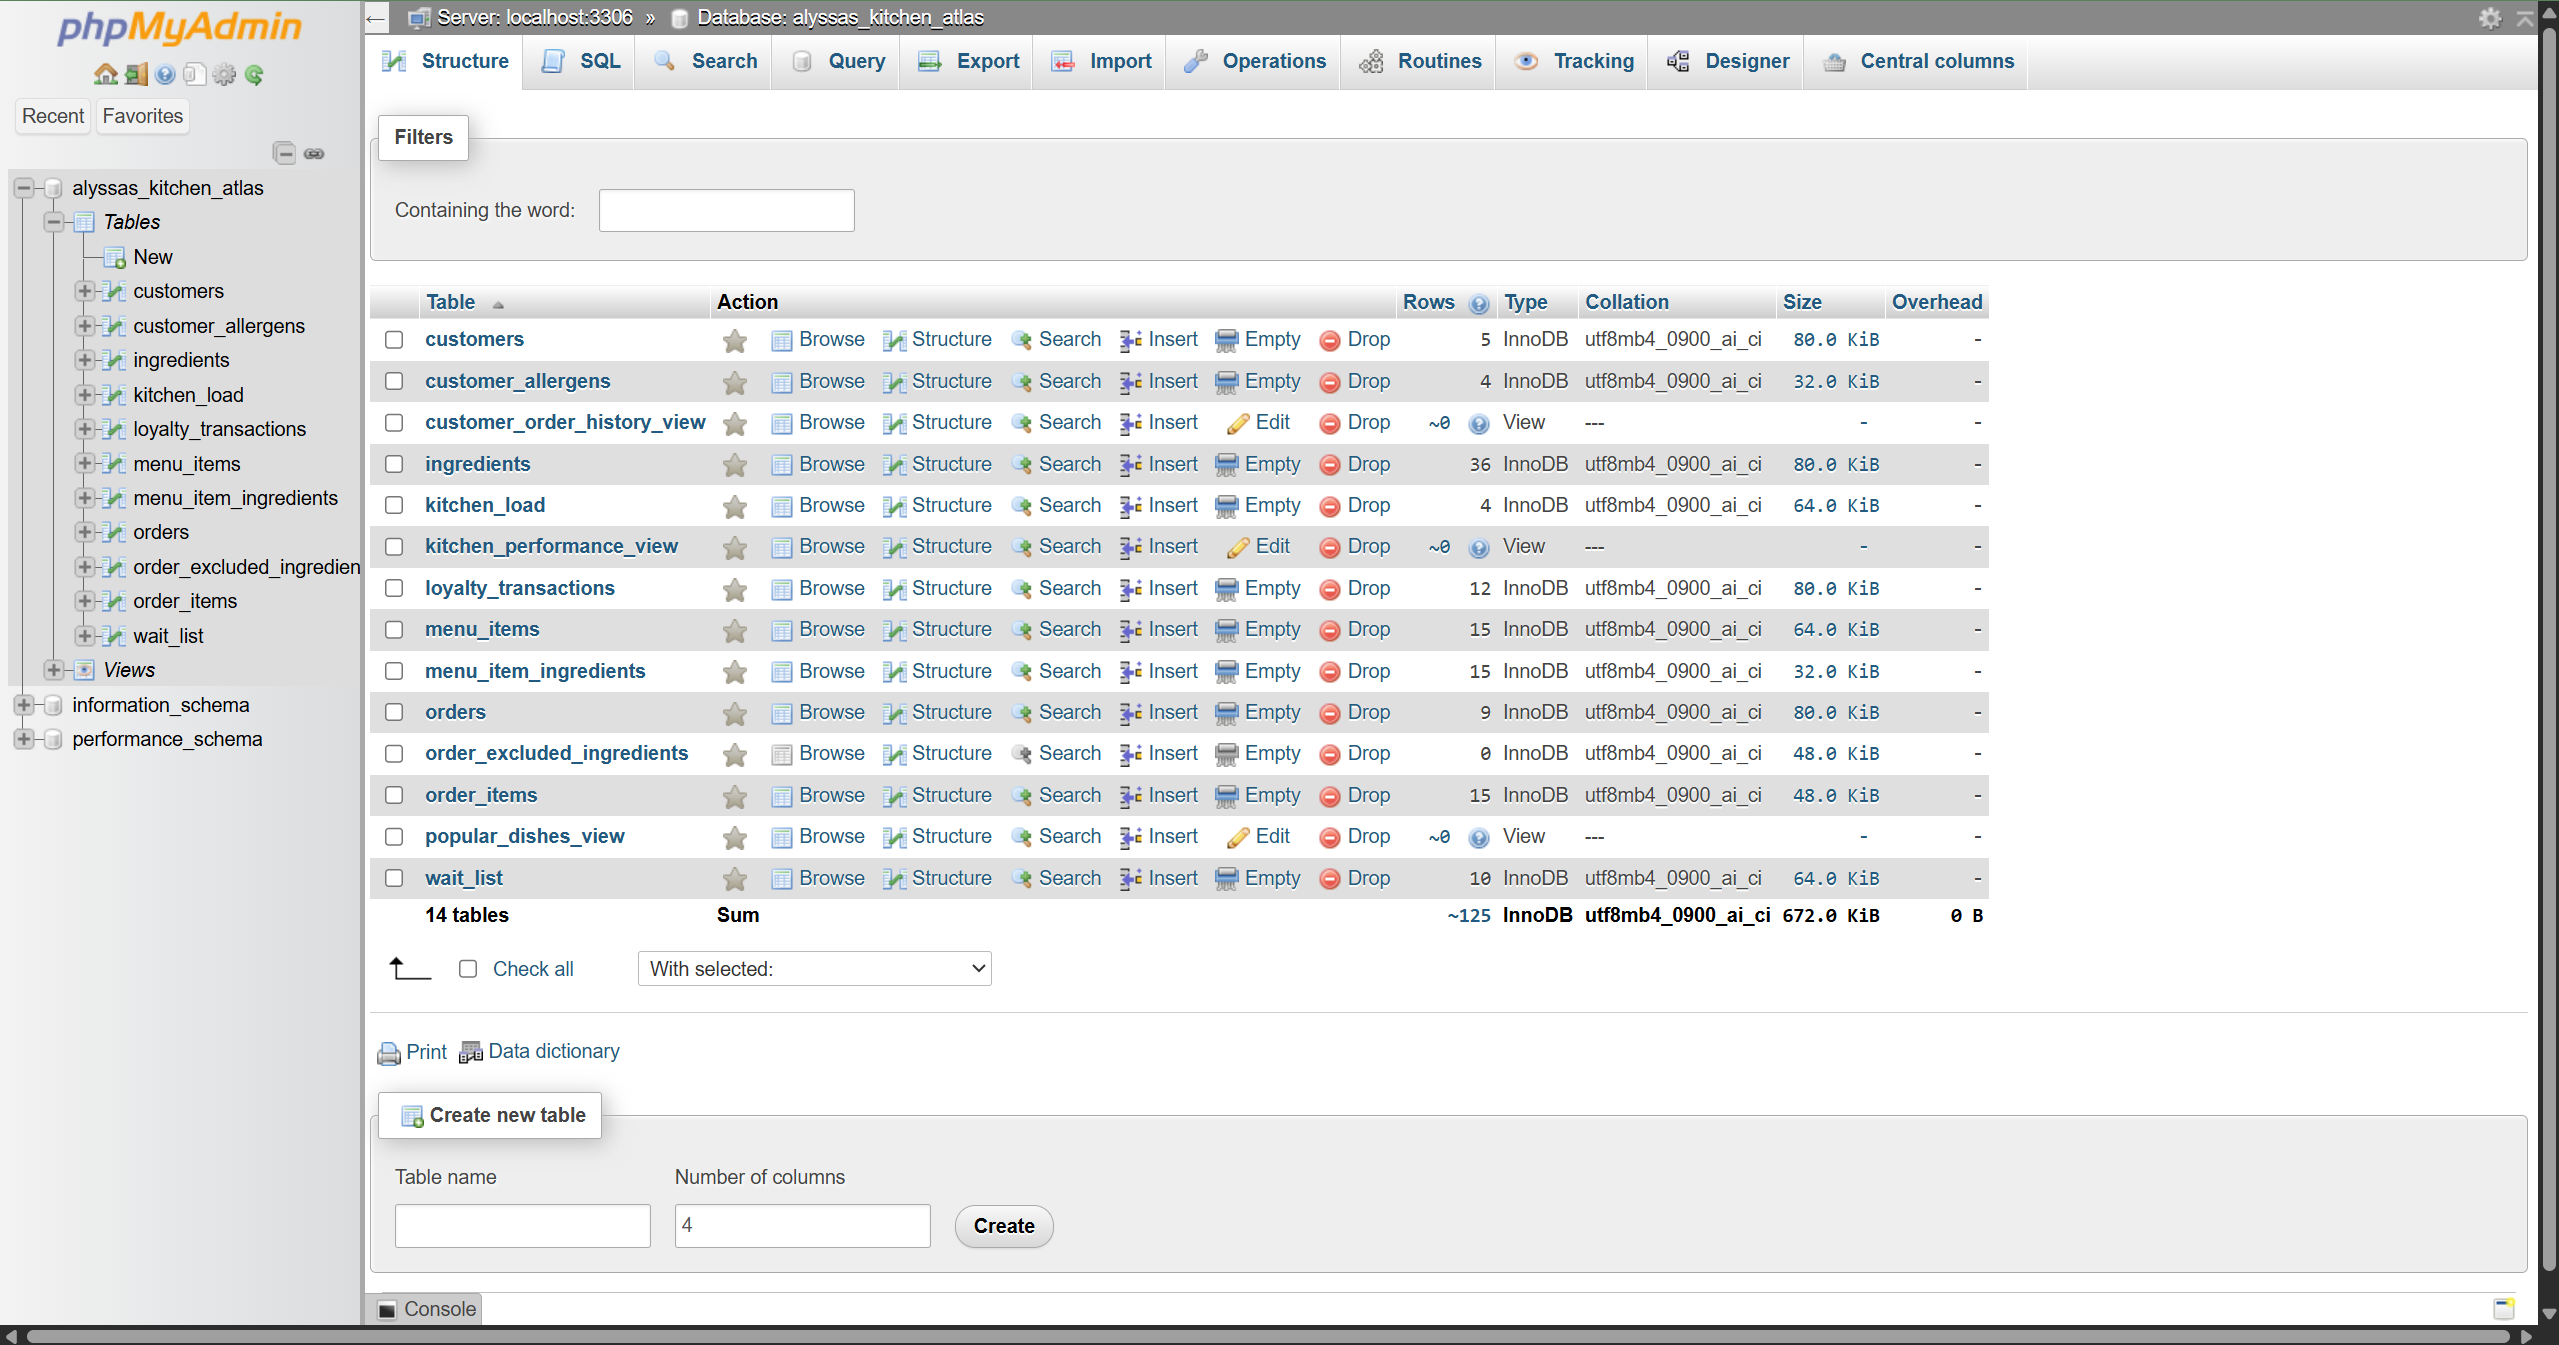 phpMyAdmin
Recent Favorites
alyssas_kitchen_atlas
Tables
New
customers
customer_allergens
ingredients
kitchen_load
loyalty_transactions
menu_items
menu_item_ingredients
orders
order_excluded_ingredien
order_items
wait_list
Views
information_schema
performance_schema
← Server: localhost:3306 » Database: alyssas_kitchen_atlas
Structure SQL Search Query Export Import Operations Routines Tracking Designer Central columns
Filters
Containing the word:
Table Action Rows Type Collation Size Overhead
customers Browse Structure Search Insert Empty Drop 5 InnoDB utf8mb4_0900_ai_ci 80.0 KiB -
customer_allergens Browse Structure Search Insert Empty Drop 4 InnoDB utf8mb4_0900_ai_ci 32.0 KiB -
customer_order_history_view Browse Structure Search Insert Edit Drop ~0 View --- - -
ingredients Browse Structure Search Insert Empty Drop 36 InnoDB utf8mb4_0900_ai_ci 80.0 KiB -
kitchen_load Browse Structure Search Insert Empty Drop 4 InnoDB utf8mb4_0900_ai_ci 64.0 KiB -
kitchen_performance_view Browse Structure Search Insert Edit Drop ~0 View --- - -
loyalty_transactions Browse Structure Search Insert Empty Drop 12 InnoDB utf8mb4_0900_ai_ci 80.0 KiB -
menu_items Browse Structure Search Insert Empty Drop 15 InnoDB utf8mb4_0900_ai_ci 64.0 KiB -
menu_item_ingredients Browse Structure Search Insert Empty Drop 15 InnoDB utf8mb4_0900_ai_ci 32.0 KiB -
orders Browse Structure Search Insert Empty Drop 9 InnoDB utf8mb4_0900_ai_ci 80.0 KiB -
order_excluded_ingredients Browse Structure Search Insert Empty Drop 0 InnoDB utf8mb4_0900_ai_ci 48.0 KiB -
order_items Browse Structure Search Insert Empty Drop 15 InnoDB utf8mb4_0900_ai_ci 48.0 KiB -
popular_dishes_view Browse Structure Search Insert Edit Drop ~0 View --- - -
wait_list Browse Structure Search Insert Empty Drop 10 InnoDB utf8mb4_0900_ai_ci 64.0 KiB -
14 tables Sum ~125 InnoDB utf8mb4_0900_ai_ci 672.0 KiB 0 B
Check all With selected:
Print Data dictionary
Create new table
Table name Number of columns
4 Create
Console